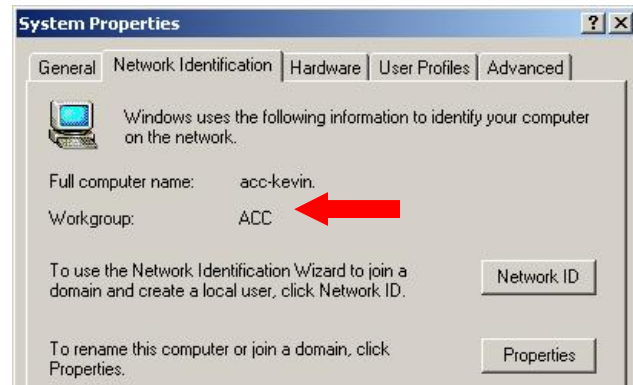 System Properties
General Network Identification Hardware User Profiles Advanced
Windows uses the following information to identify your computer
on the network.
Full computer name: acc-kevin.
Workgroup: ACC
To use the Network Identification Wizard to join a
domain and create a local user, click Network ID.
Network ID
To rename this computer or join a domain, click
Properties.
Properties